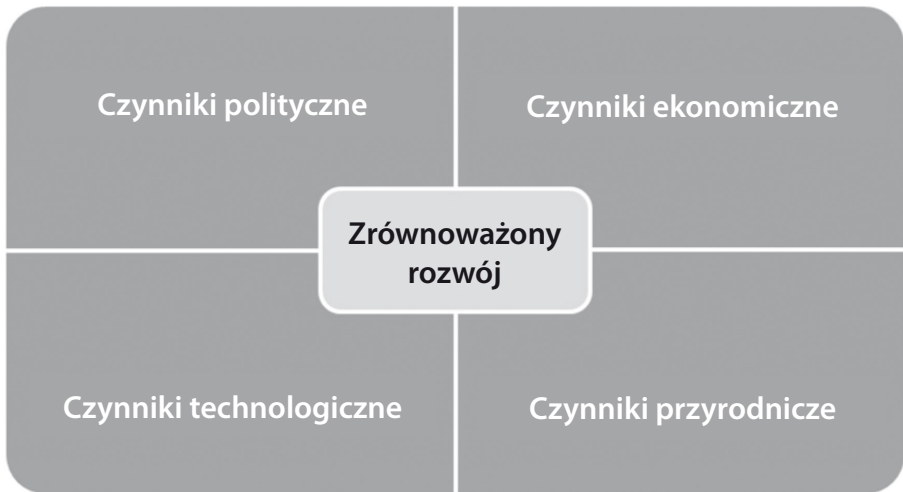 Czynniki polityczne
Czynniki ekonomiczne
Zrównoważony
rozwój
Czynniki technologiczne
Czynniki przyrodnicze